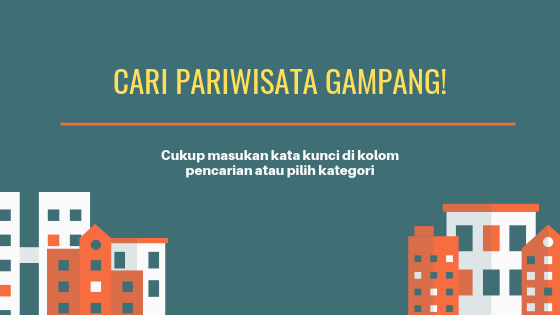 CARI PARIWISATA GAMPANG!
Cukup masukan kata kunci di kolom
pencarian atau pilih kategori